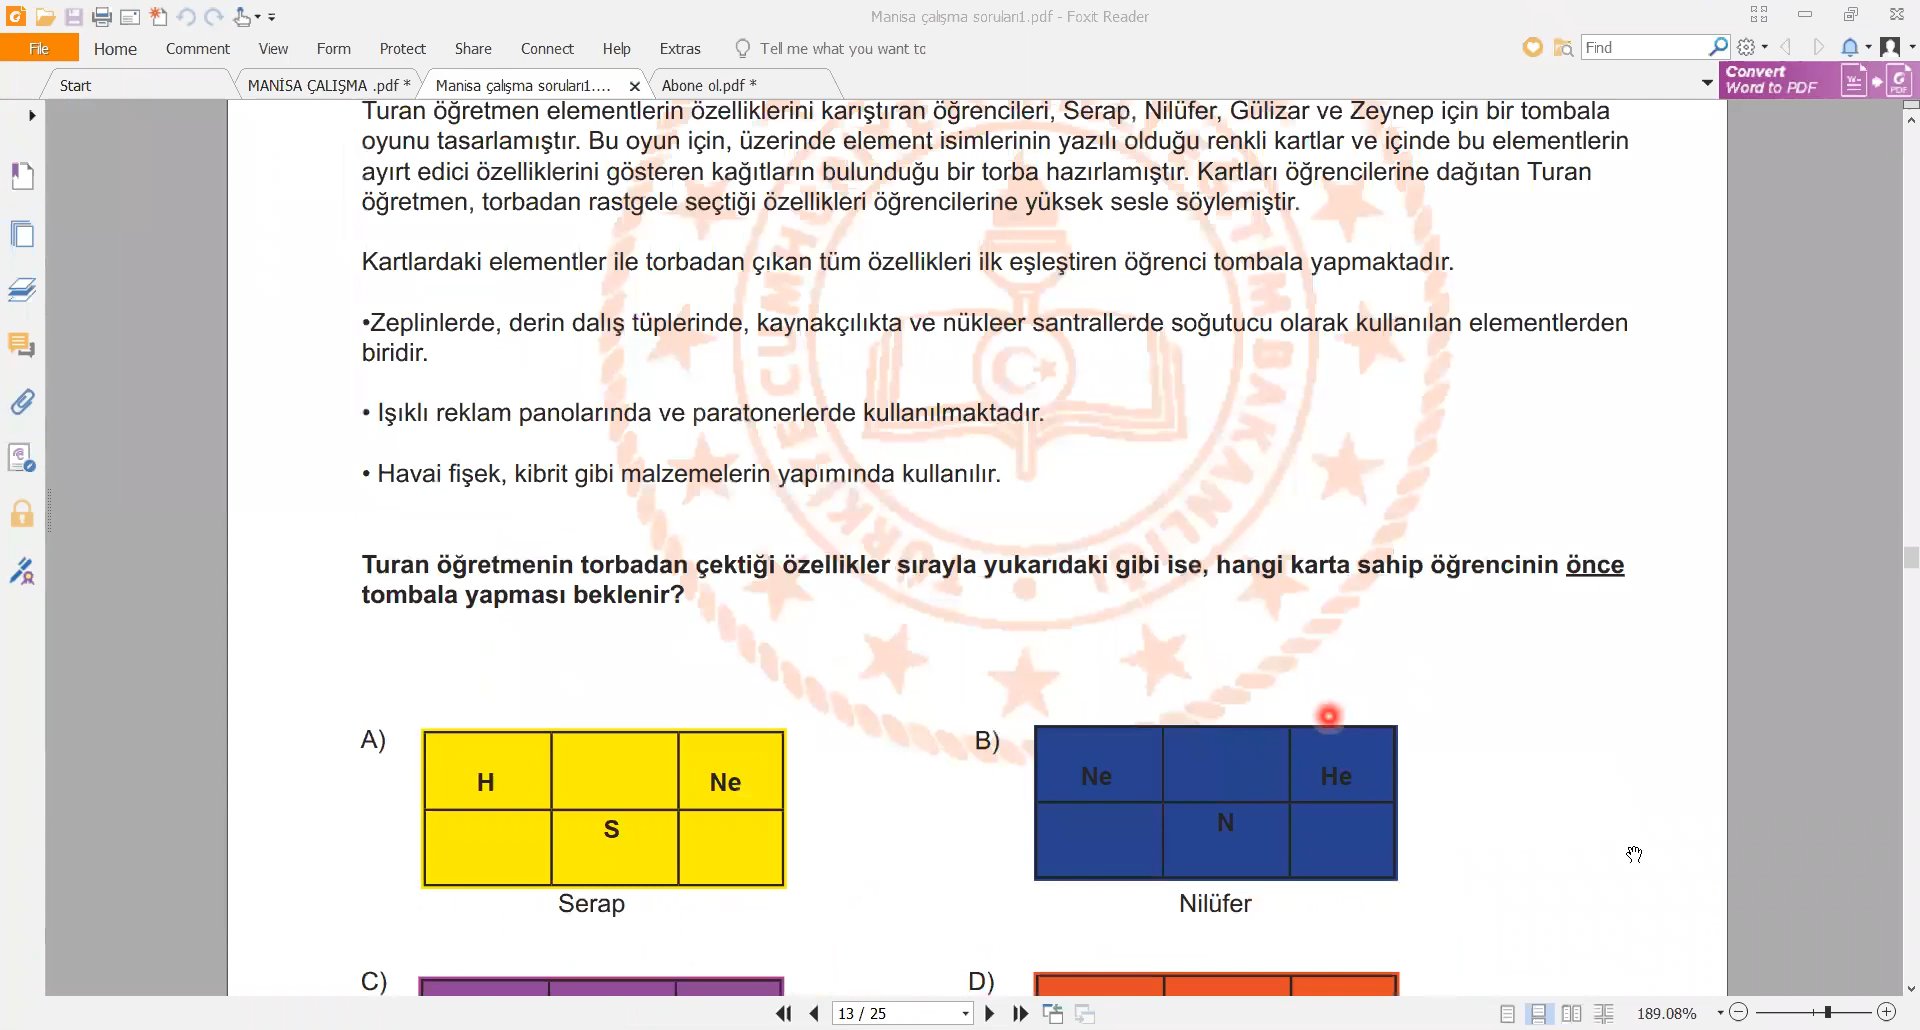 Manisa çalışma soruları1.pdf - Foxit Reader
File Home Comment View Form Protect Share Connect Help Extras Tell me what you want to Find
Start MANİSA ÇALIŞMA .pdf * Manisa çalışma soruları1.... Abone ol.pdf *
Convert
Word to PDF
PDF
Turan öğretmen elementlerin özelliklerini karıştıran öğrencileri, Serap, Nilüfer, Gülizar ve Zeynep için bir tombala
oyunu tasarlamıştır. Bu oyun için, üzerinde element isimlerinin yazılı olduğu renkli kartlar ve içinde bu elementlerin
ayırt edici özelliklerini gösteren kağıtların bulunduğu bir torba hazırlamıştır. Kartları öğrencilerine dağıtan Turan
öğretmen, torbadan rastgele seçtiği özellikleri öğrencilerine yüksek sesle söylemiştir.
Kartlardaki elementler ile torbadan çıkan tüm özellikleri ilk eşleştiren öğrenci tombala yapmaktadır.
•Zeplinlerde, derin dalış tüplerinde, kaynakçılıkta ve nükleer santrallerde soğutucu olarak kullanılan elementlerden
biridir.
• Işıklı reklam panolarında ve paratonerlerde kullanılmaktadır.
• Havai fişek, kibrit gibi malzemelerin yapımında kullanılır.
Turan öğretmenin torbadan çektiği özellikler sırayla yukarıdaki gibi ise, hangi karta sahip öğrencinin önce
tombala yapması beklenir?
A) B)
H Ne Ne He
S N
Serap Nilüfer
C) D)
13 / 25 189.08%